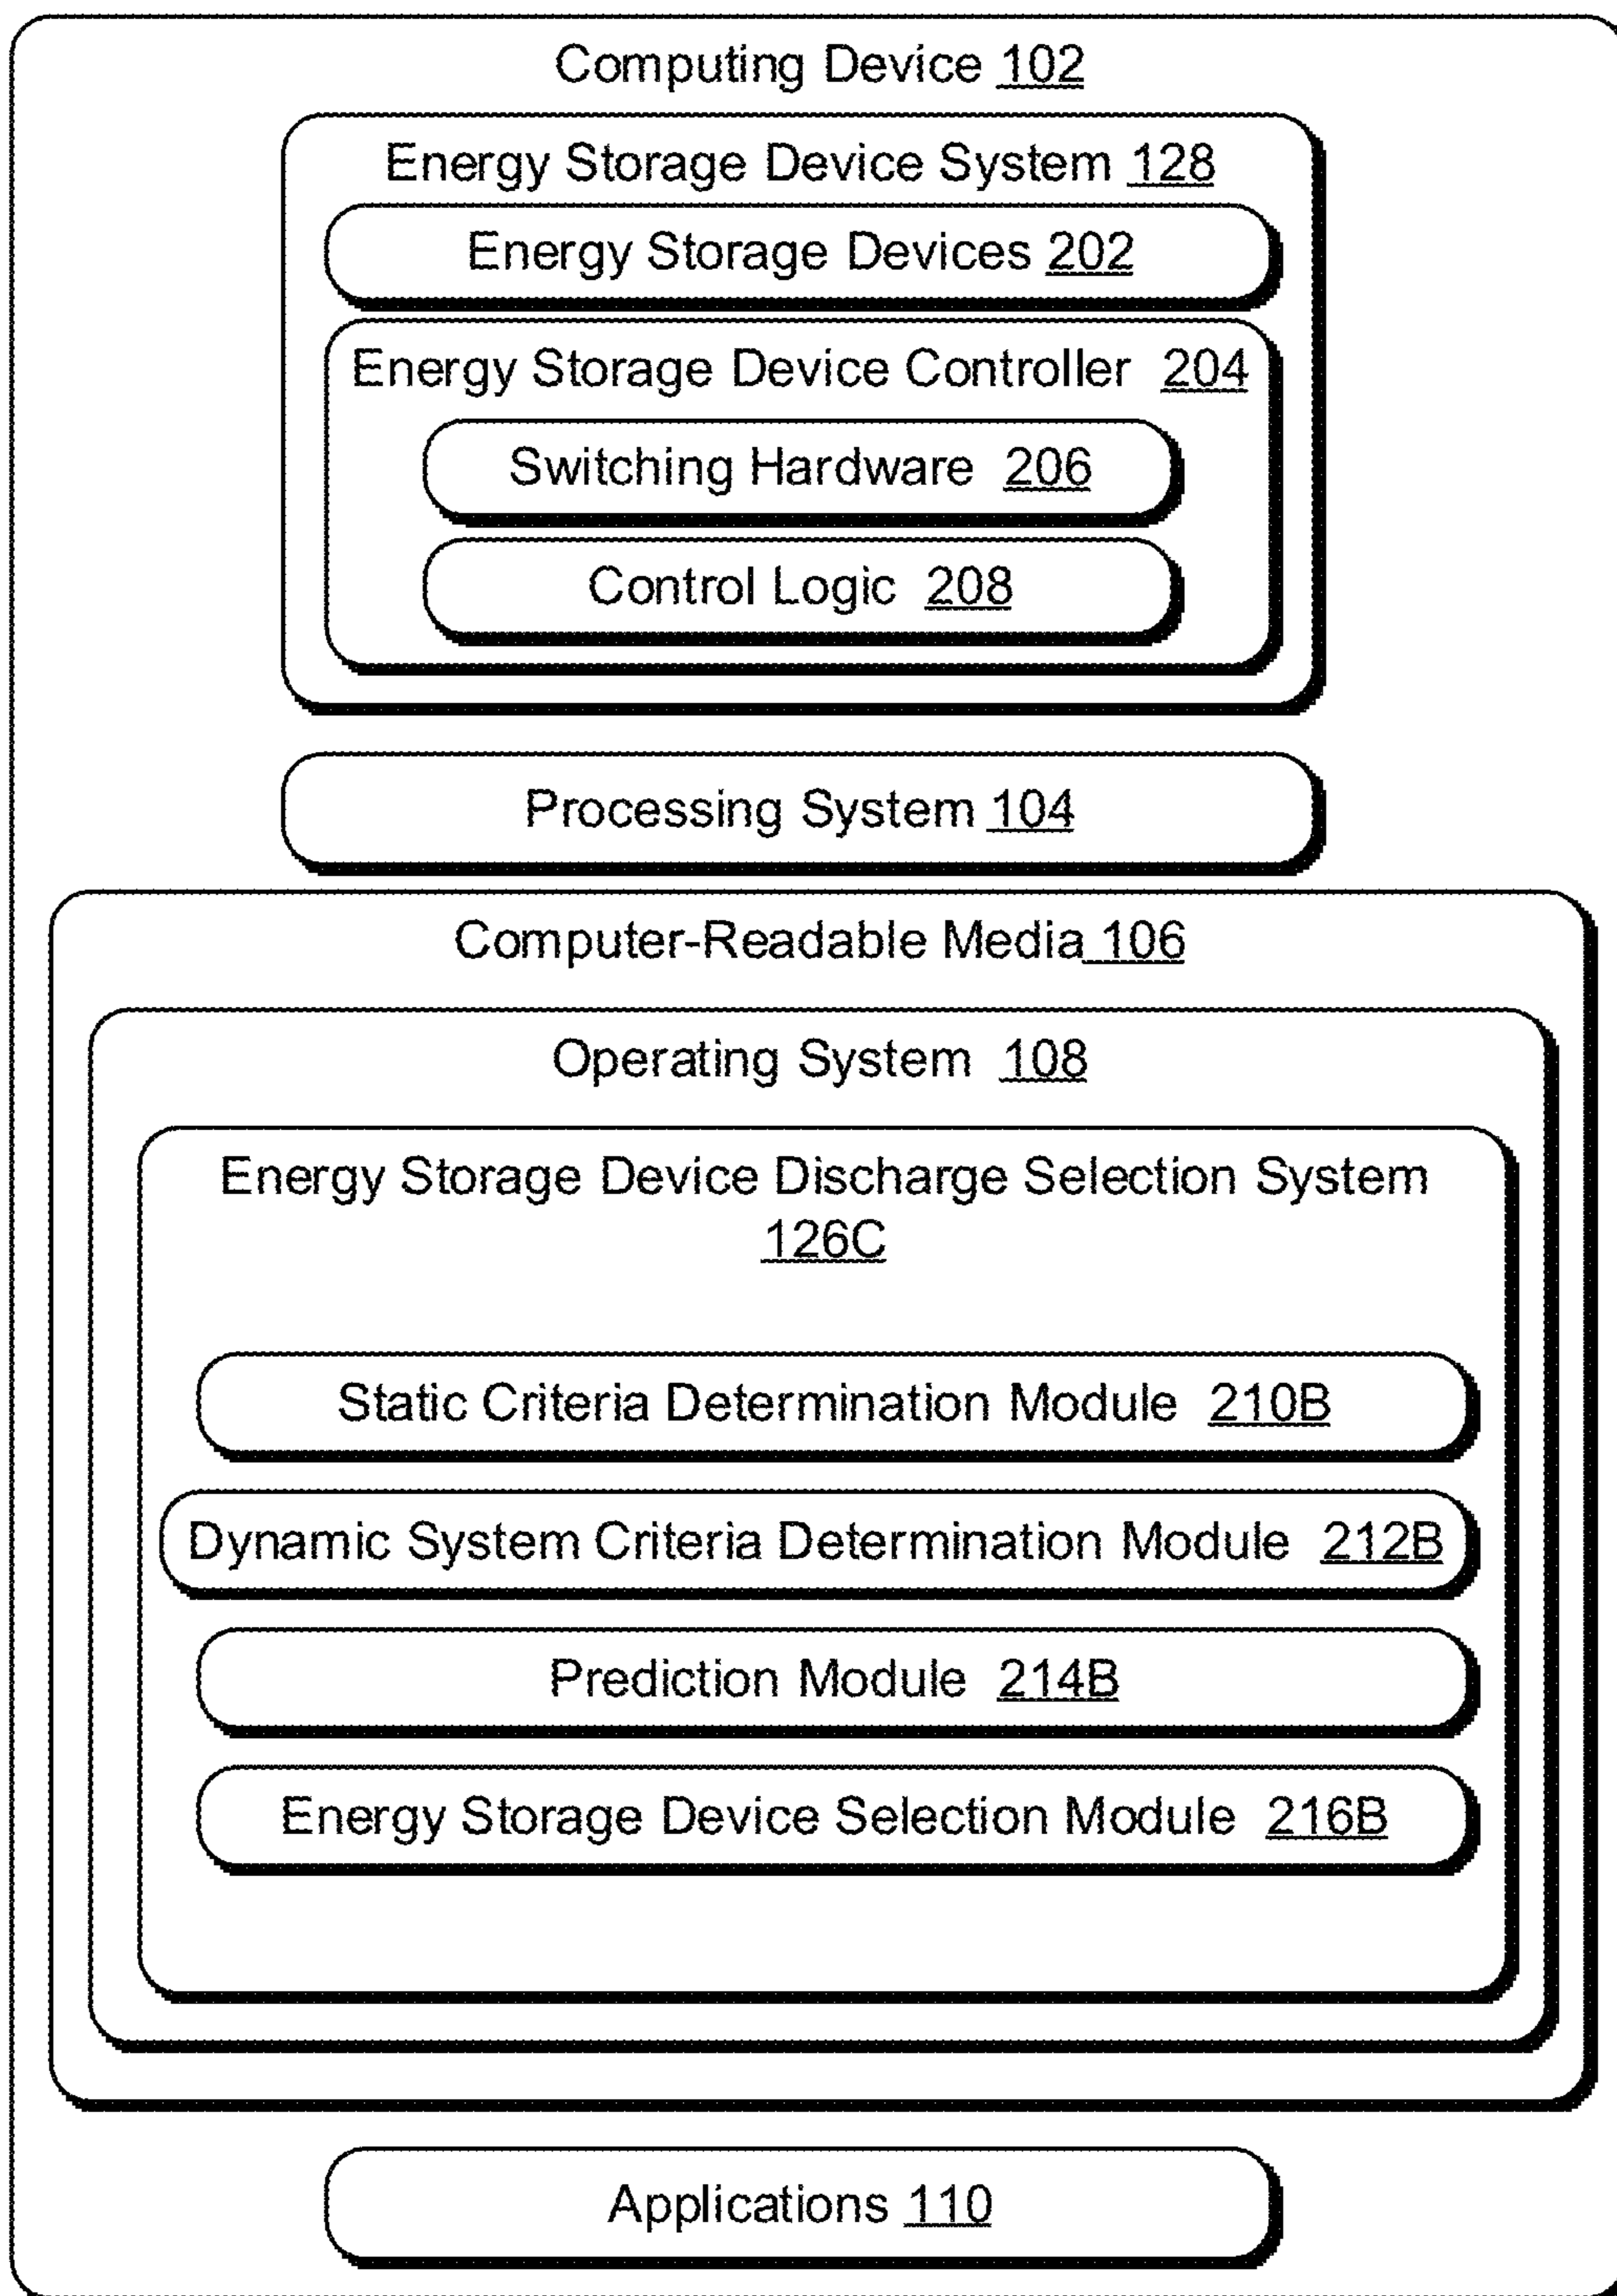 Computing Device 102
Energy Storage Device System 128
Energy Storage Devices 202
Energy Storage Device Controller 204
Switching Hardware 206
Control Logic 208
Processing System 104
Computer-Readable Media 106
Operating System 108
Energy Storage Device Discharge Selection System
126C
Static Criteria Determination Module 210B
Dynamic System Criteria Determination Module 212B
Prediction Module 214B
Energy Storage Device Selection Module 216B
Applications 110